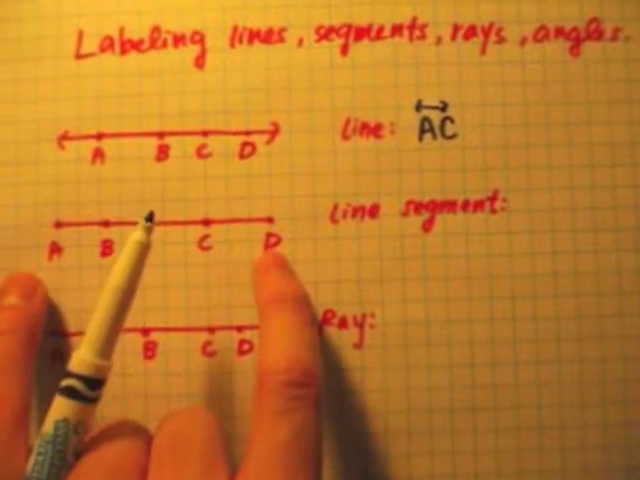 Labeling lines, segments, rays, angles.
A B C D
line: AC
A B C D
Line segment:
B C D
Ray: